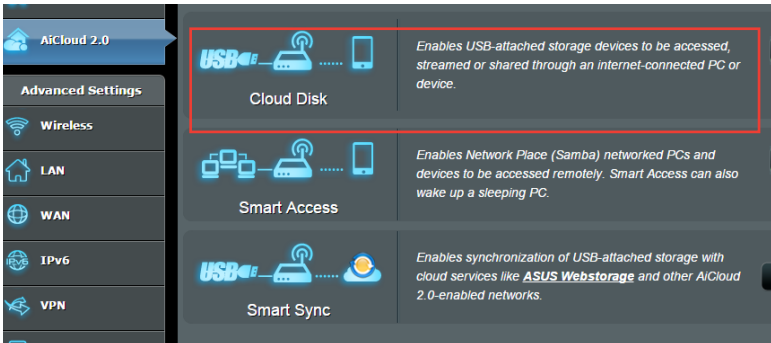 AiCloud 2.0
Advanced Settings
Wireless
LAN
WAN
IPv6
IPv6
VPN
USB
Cloud Disk
Enables USB-attached storage devices to be accessed,
streamed or shared through an internet-connected PC or
device.
Smart Access
Enables Network Place (Samba) networked PCs and
devices to be accessed remotely. Smart Access can also
wake up a sleeping PC.
USB
Smart Sync
Enables synchronization of USB-attached storage with
cloud services like ASUS Webstorage and other AiCloud
2.0-enabled networks.